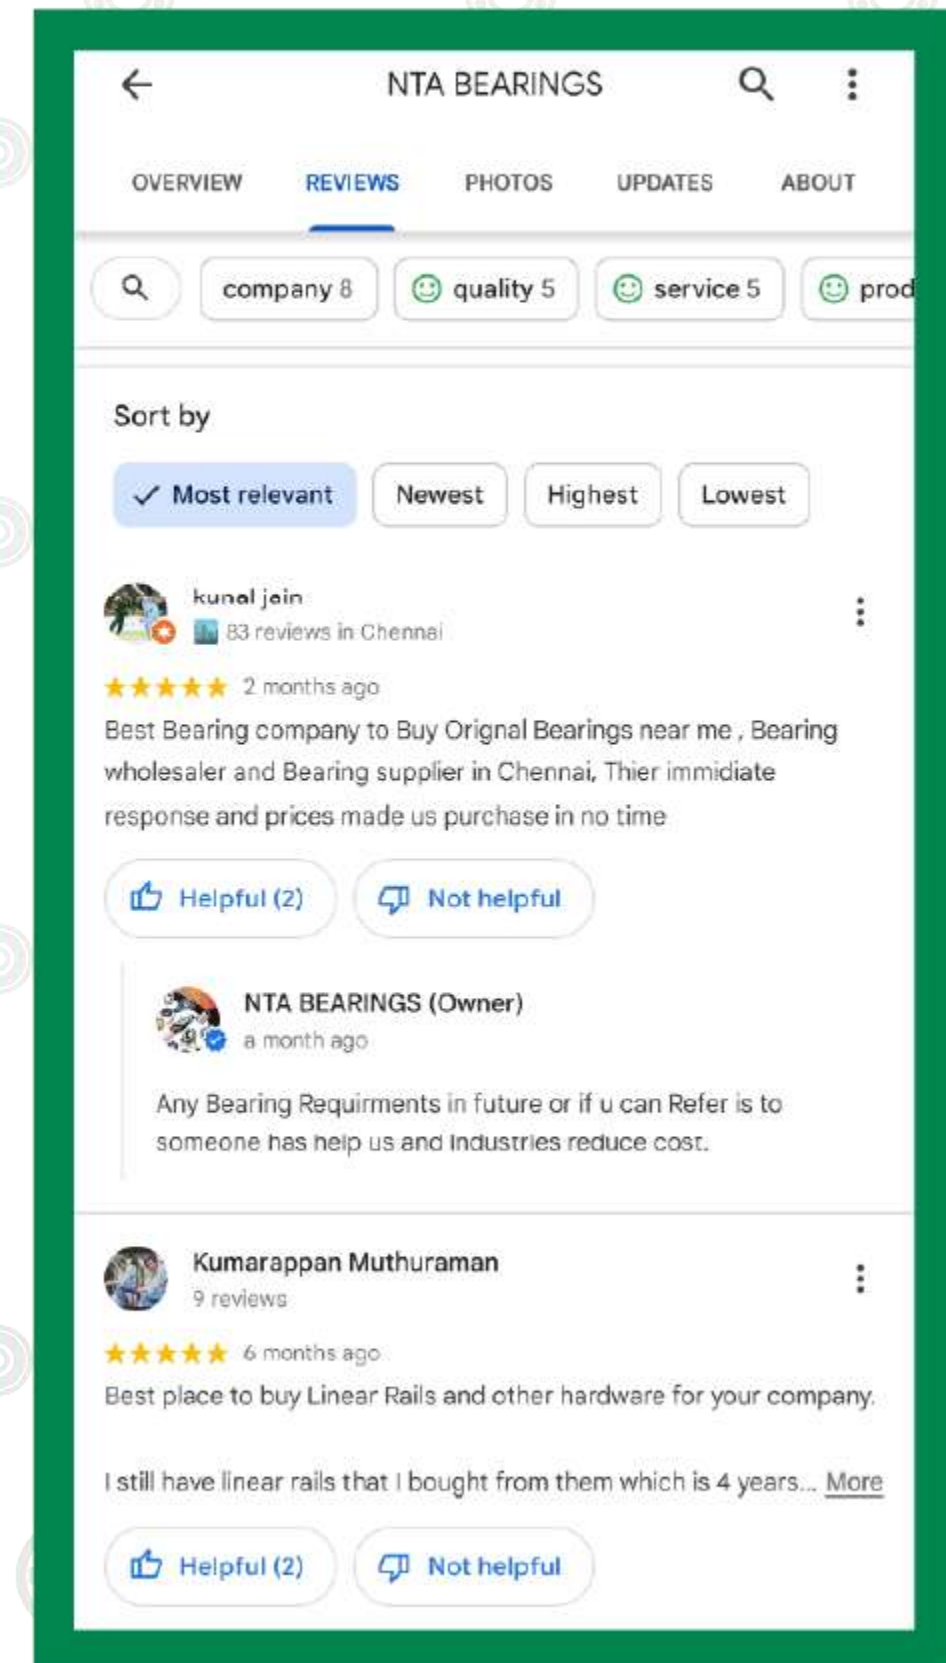 NTA BEARINGS
OVERVIEW REVIEWS PHOTOS UPDATES ABOUT
company 8 quality 5 service 5 prod
Sort by
Most relevant Newest Highest Lowest
kunal jain
83 reviews in Chennai
2 months ago
Best Bearing company to Buy Orignal Bearings near me , Bearing
wholesaler and Bearing supplier in Chennai, Thier immidiate
response and prices made us purchase in no time
Helpful (2) Not helpful
NTA BEARINGS (Owner)
a month ago
Any Bearing Requirments in future or if u can Refer is to
someone has help us and Industries reduce cost.
Kumarappan Muthuraman
9 reviews
6 months ago
Best place to buy Linear Rails and other hardware for your company.
I still have linear rails that I bought from them which is 4 years... More
Helpful (2) Not helpful